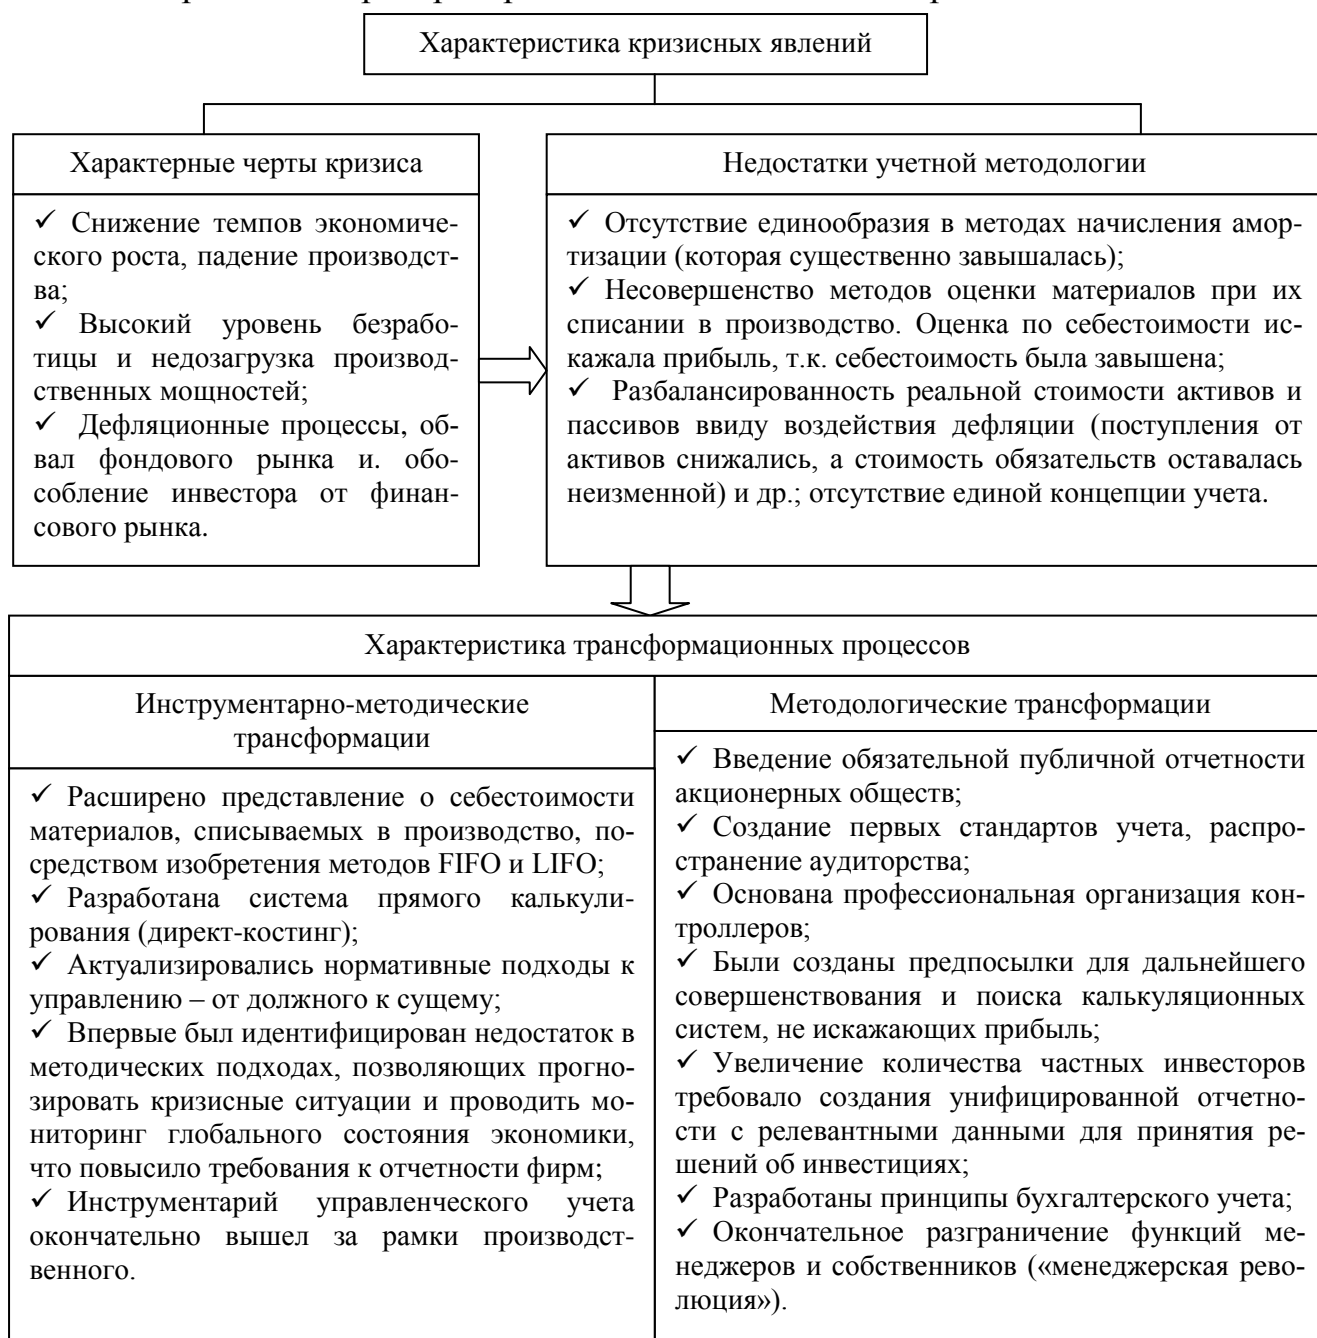 Характеристика кризисных явлений
Характерные черты кризиса
✓ Снижение темпов экономиче-
ского роста, падение производст-
ва;
✓ Высокий уровень безрабо-
тицы и недозагрузка производ-
ственных мощностей;
✓ Дефляционные процессы, об-
вал фондового рынка и. обо-
собление инвестора от финан-
сового рынка.
Недостатки учетной методологии
✓ Отсутствие единообразия в методах начисления амор-
тизации (которая существенно завышалась);
✓ Несовершенство методов оценки материалов при их
списании в производство. Оценка по себестоимости ис-
кажала прибыль, т.к. себестоимость была завышена;
✓ Разбалансированность реальной стоимости активов и
пассивов ввиду воздействия дефляции (поступления от
активов снижались, а стоимость обязательств оставалась
неизменной) и др.; отсутствие единой концепции учета.
Характеристика трансформационных процессов
Инструментарно-методические
трансформации
✓ Расширено представление о себестоимости
материалов, списываемых в производство, по-
средством изобретения методов FIFO и LIFO;
✓ Разработана система прямого калькули-
рования (директ-костинг);
✓ Актуализировались нормативные подходы к
управлению – от должного к сущему;
✓ Впервые был идентифицирован недостаток в
методических подходах, позволяющих прогно-
зировать кризисные ситуации и проводить мо-
ниторинг глобального состояния экономики,
что повысило требования к отчетности фирм;
✓ Инструментарий управленческого учета
окончательно вышел за рамки производст-
венного.
Методологические трансформации
✓ Введение обязательной публичной отчетности
акционерных обществ;
✓ Создание первых стандартов учета, распро-
странение аудиторства;
✓ Основана профессиональная организация кон-
троллеров;
✓ Были созданы предпосылки для дальнейшего
совершенствования и поиска калькуляционных
систем, не искажающих прибыль;
✓ Увеличение количества частных инвесторов
требовало создания унифицированной отчетно-
сти с релевантными данными для принятия ре-
шений об инвестициях;
✓ Разработаны принципы бухгалтерского учета;
✓ Окончательное разграничение функций ме-
неджеров и собственников («менеджерская рево-
люция»).